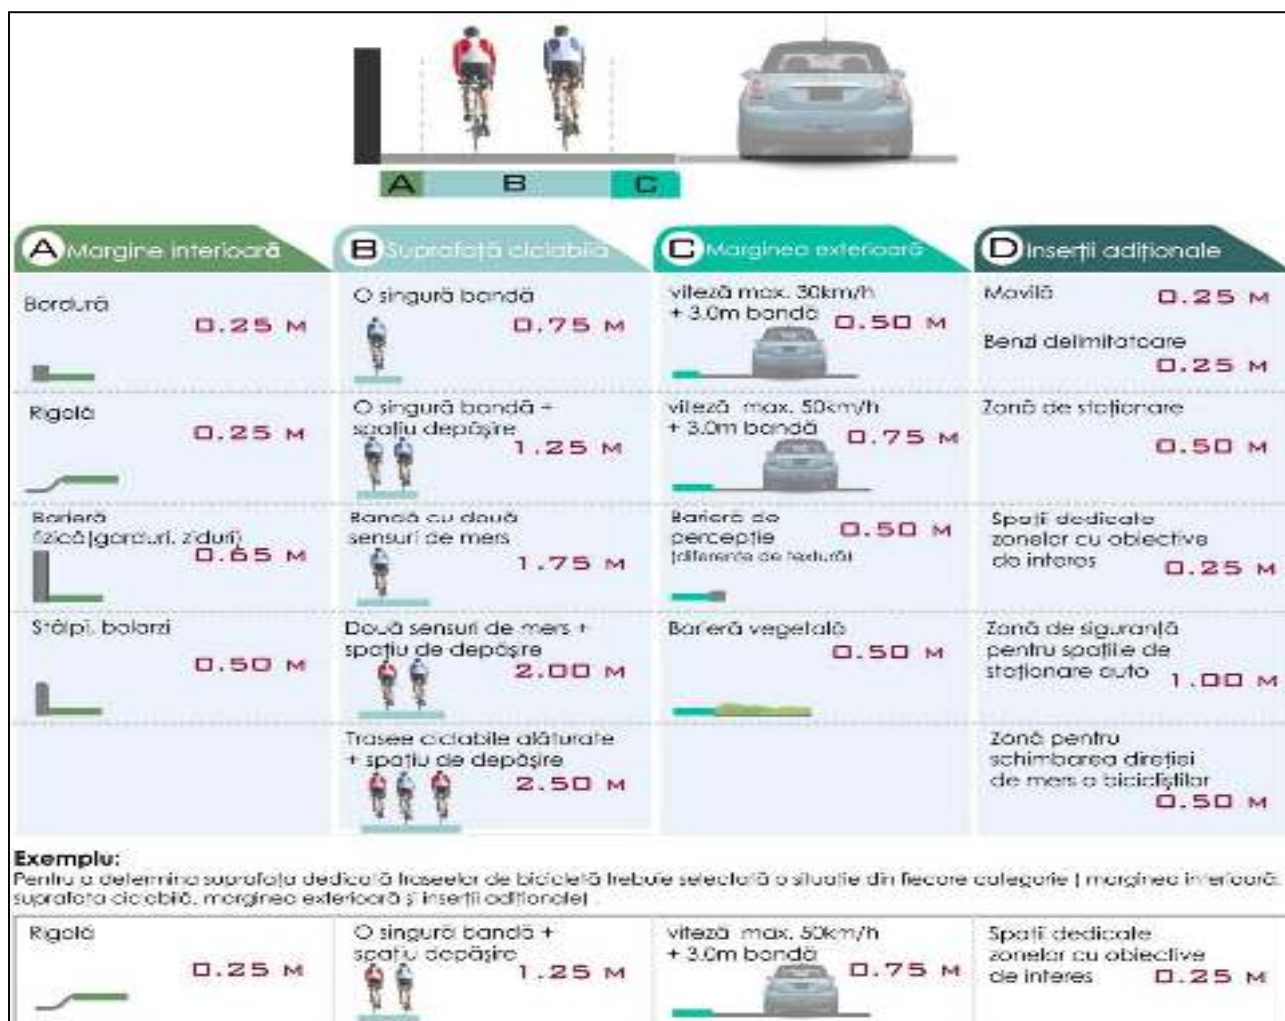 A B C
A Margine interioară
B Suprafață ciclabilă
C Marginea exterioară
D Inserții adiționale
Bordură
0.25 M
O singură bandă
0.75 M
viteză max. 30km/h
+ 3.0m bandă 0.50 M
Movilă 0.25 M
Benzi delimitatoare
0.25 M
Rigolă
0.25 M
O singură bandă +
spațiu depășire
1.25 M
viteză max. 50km/h
+ 3.0m bandă 0.75 M
Zonă de staționare
0.50 M
Barieră
fizică(garduri, ziduri)
0.65 M
Bandă cu două
sensuri de mers
1.75 M
Barieră de
percepție
(diferențe de textură)
0.50 M
Spații dedicate
zonelor cu obiective
de interes
0.25 M
Stâlpi, bolarzi
0.50 M
Două sensuri de mers +
spațiu de depășire
2.00 M
Barieră vegetală
0.50 M
Zonă de siguranță
pentru spațiile de
staționare auto 1.00 M
Trasee ciclabile alăturate
+ spațiu de depășire
2.50 M
Zonă pentru
schimbarea direției
de mers a bicicliștilor
0.50 M
Exemplu:
Pentru a determina suprafața dedicată traseelor de bicicletă trebuie selectată o situație din fiecare categorie ( marginea interioară,
suprafața ciclabilă, marginea exterioară și inserții adiționale)
Rigolă
0.25 M
O singură bandă +
spațiu depășire
1.25 M
viteză max. 50km/h
+ 3.0m bandă 0.75 M
Spații dedicate
zonelor cu obiective
de interes 0.25 M